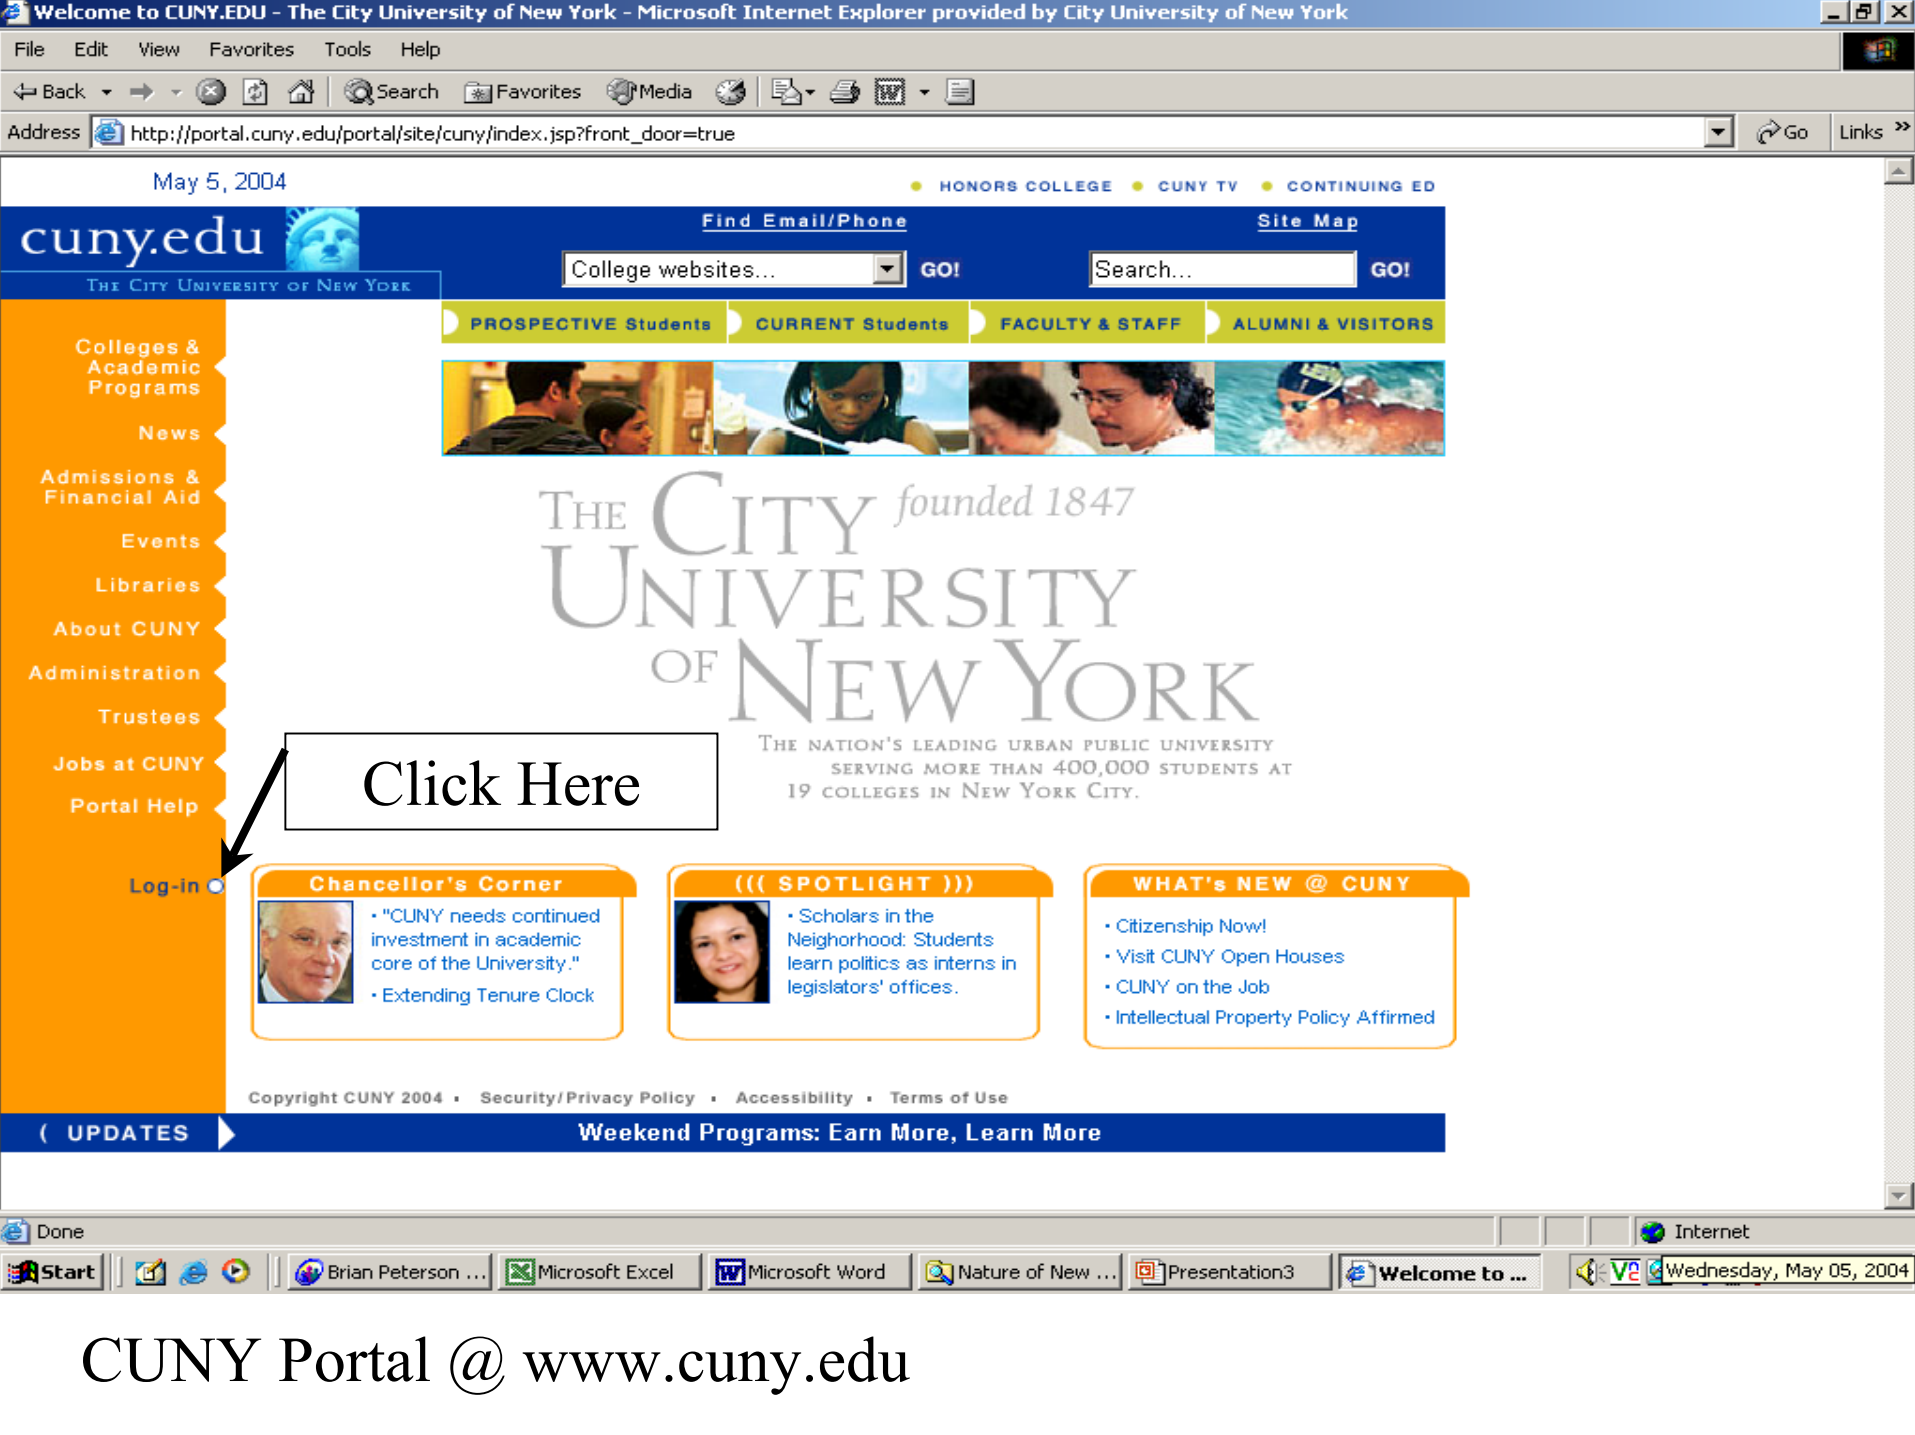 Welcome to CUNY.EDU - The City University of New York - Microsoft Internet Explorer provided by City University of New York
File Edit View Favorites Tools Help
Back Search Favorites Media
Address http://portal.cuny.edu/portal/site/cuny/index.jsp?front_door=true Go Links »
May 5, 2004
HONORS COLLEGE CUNY TV CONTINUING ED
cuny.edu
THE CITY UNIVERSITY OF NEW YORK
Find Email/Phone Site Map
College websites... GO! Search... GO!
PROSPECTIVE Students CURRENT Students FACULTY & STAFF ALUMNI & VISITORS
Colleges &
Academic
Programs
News
Admissions &
Financial Aid
Events
Libraries
About CUNY
Administration
Trustees
Jobs at CUNY
Portal Help
Log-in
THE CITY founded 1847
UNIVERSITY
OF NEW YORK
THE NATION'S LEADING URBAN PUBLIC UNIVERSITY
SERVING MORE THAN 400,000 STUDENTS AT
19 COLLEGES IN NEW YORK CITY.
Click Here
Chancellor's Corner
• "CUNY needs continued
investment in academic
core of the University."
• Extending Tenure Clock
((( SPOTLIGHT )))
• Scholars in the
Neighorhood: Students
learn politics as interns in
legislators' offices.
WHAT's NEW @ CUNY
• Citizenship Now!
• Visit CUNY Open Houses
• CUNY on the Job
• Intellectual Property Policy Affirmed
Copyright CUNY 2004 ▪ Security/Privacy Policy ▪ Accessibility ▪ Terms of Use
( UPDATES Weekend Programs: Earn More, Learn More
Done Internet
Start Brian Peterson ... Microsoft Excel Microsoft Word Nature of New ... Presentation3 Welcome to ... Wednesday, May 05, 2004
CUNY Portal @ www.cuny.edu